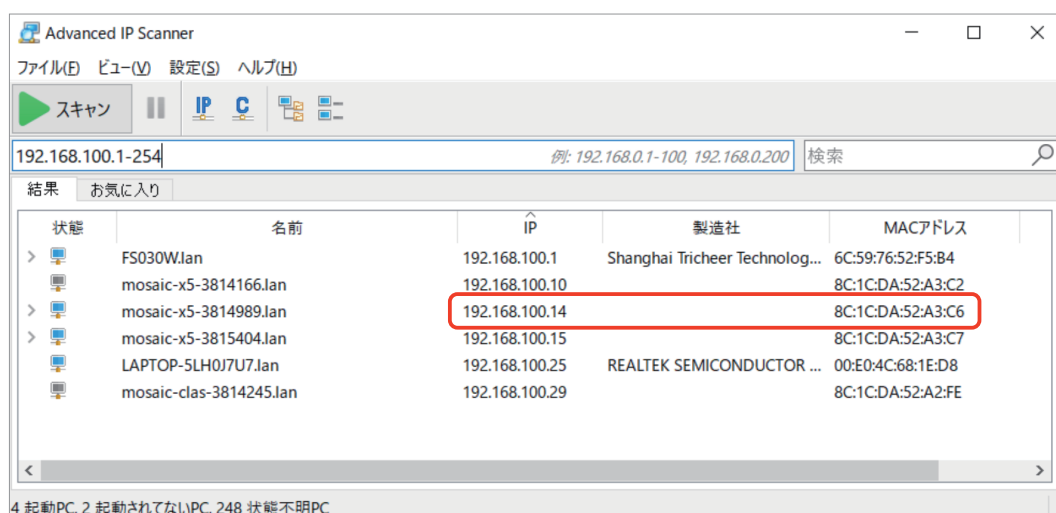 Advanced IP Scanner
ファイル(F) ビュー(V) 設定(S) ヘルプ(H)
スキャン IP C
192.168.100.1-254 例: 192.168.0.1-100, 192.168.0.200 検索
結果 お気に入り
状態 名前 IP 製造社 MACアドレス
FS030W.lan 192.168.100.1 Shanghai Tricheer Technolog... 6C:59:76:52:F5:B4
mosaic-x5-3814166.lan 192.168.100.10 8C:1C:DA:52:A3:C2
mosaic-x5-3814989.lan 192.168.100.14 8C:1C:DA:52:A3:C6
mosaic-x5-3815404.lan 192.168.100.15 8C:1C:DA:52:A3:C7
LAPTOP-5LH0J7U7.lan 192.168.100.25 REALTEK SEMICONDUCTOR ... 00:E0:4C:68:1E:D8
mosaic-clas-3814245.lan 192.168.100.29 8C:1C:DA:52:A2:FE
4 起動PC, 2 起動されてないPC, 248 状態不明PC